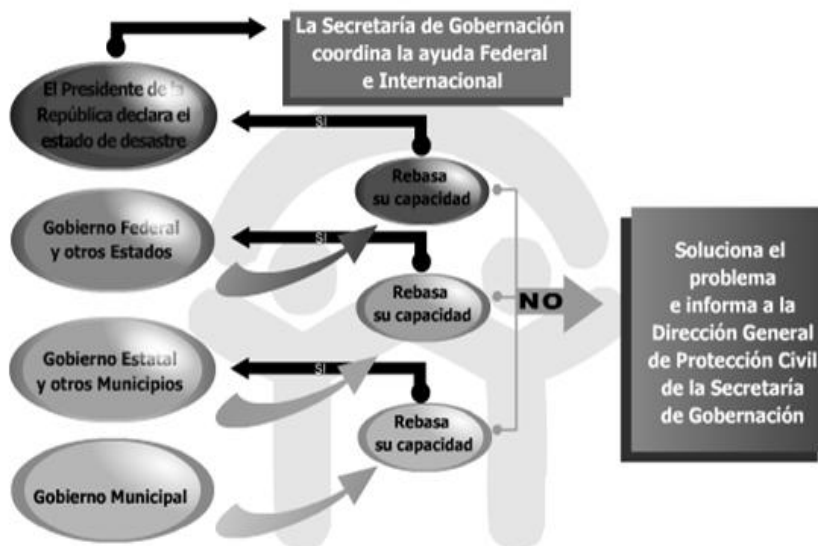 La Secretaría de Gobernación
coordina la ayuda Federal
e Internacional
El Presidente de la
República declara el
estado de desastre
SI
Rebasa
su capacidad
Gobierno Federal
y otros Estados
SI
Rebasa
su capacidad
Gobierno Estatal
y otros Municipios
SI
Rebasa
su capacidad
Gobierno Municipal
NO
Soluciona el
problema
e informa a la
Dirección General
de Protección Civil
de la Secretaría
de Gobernación